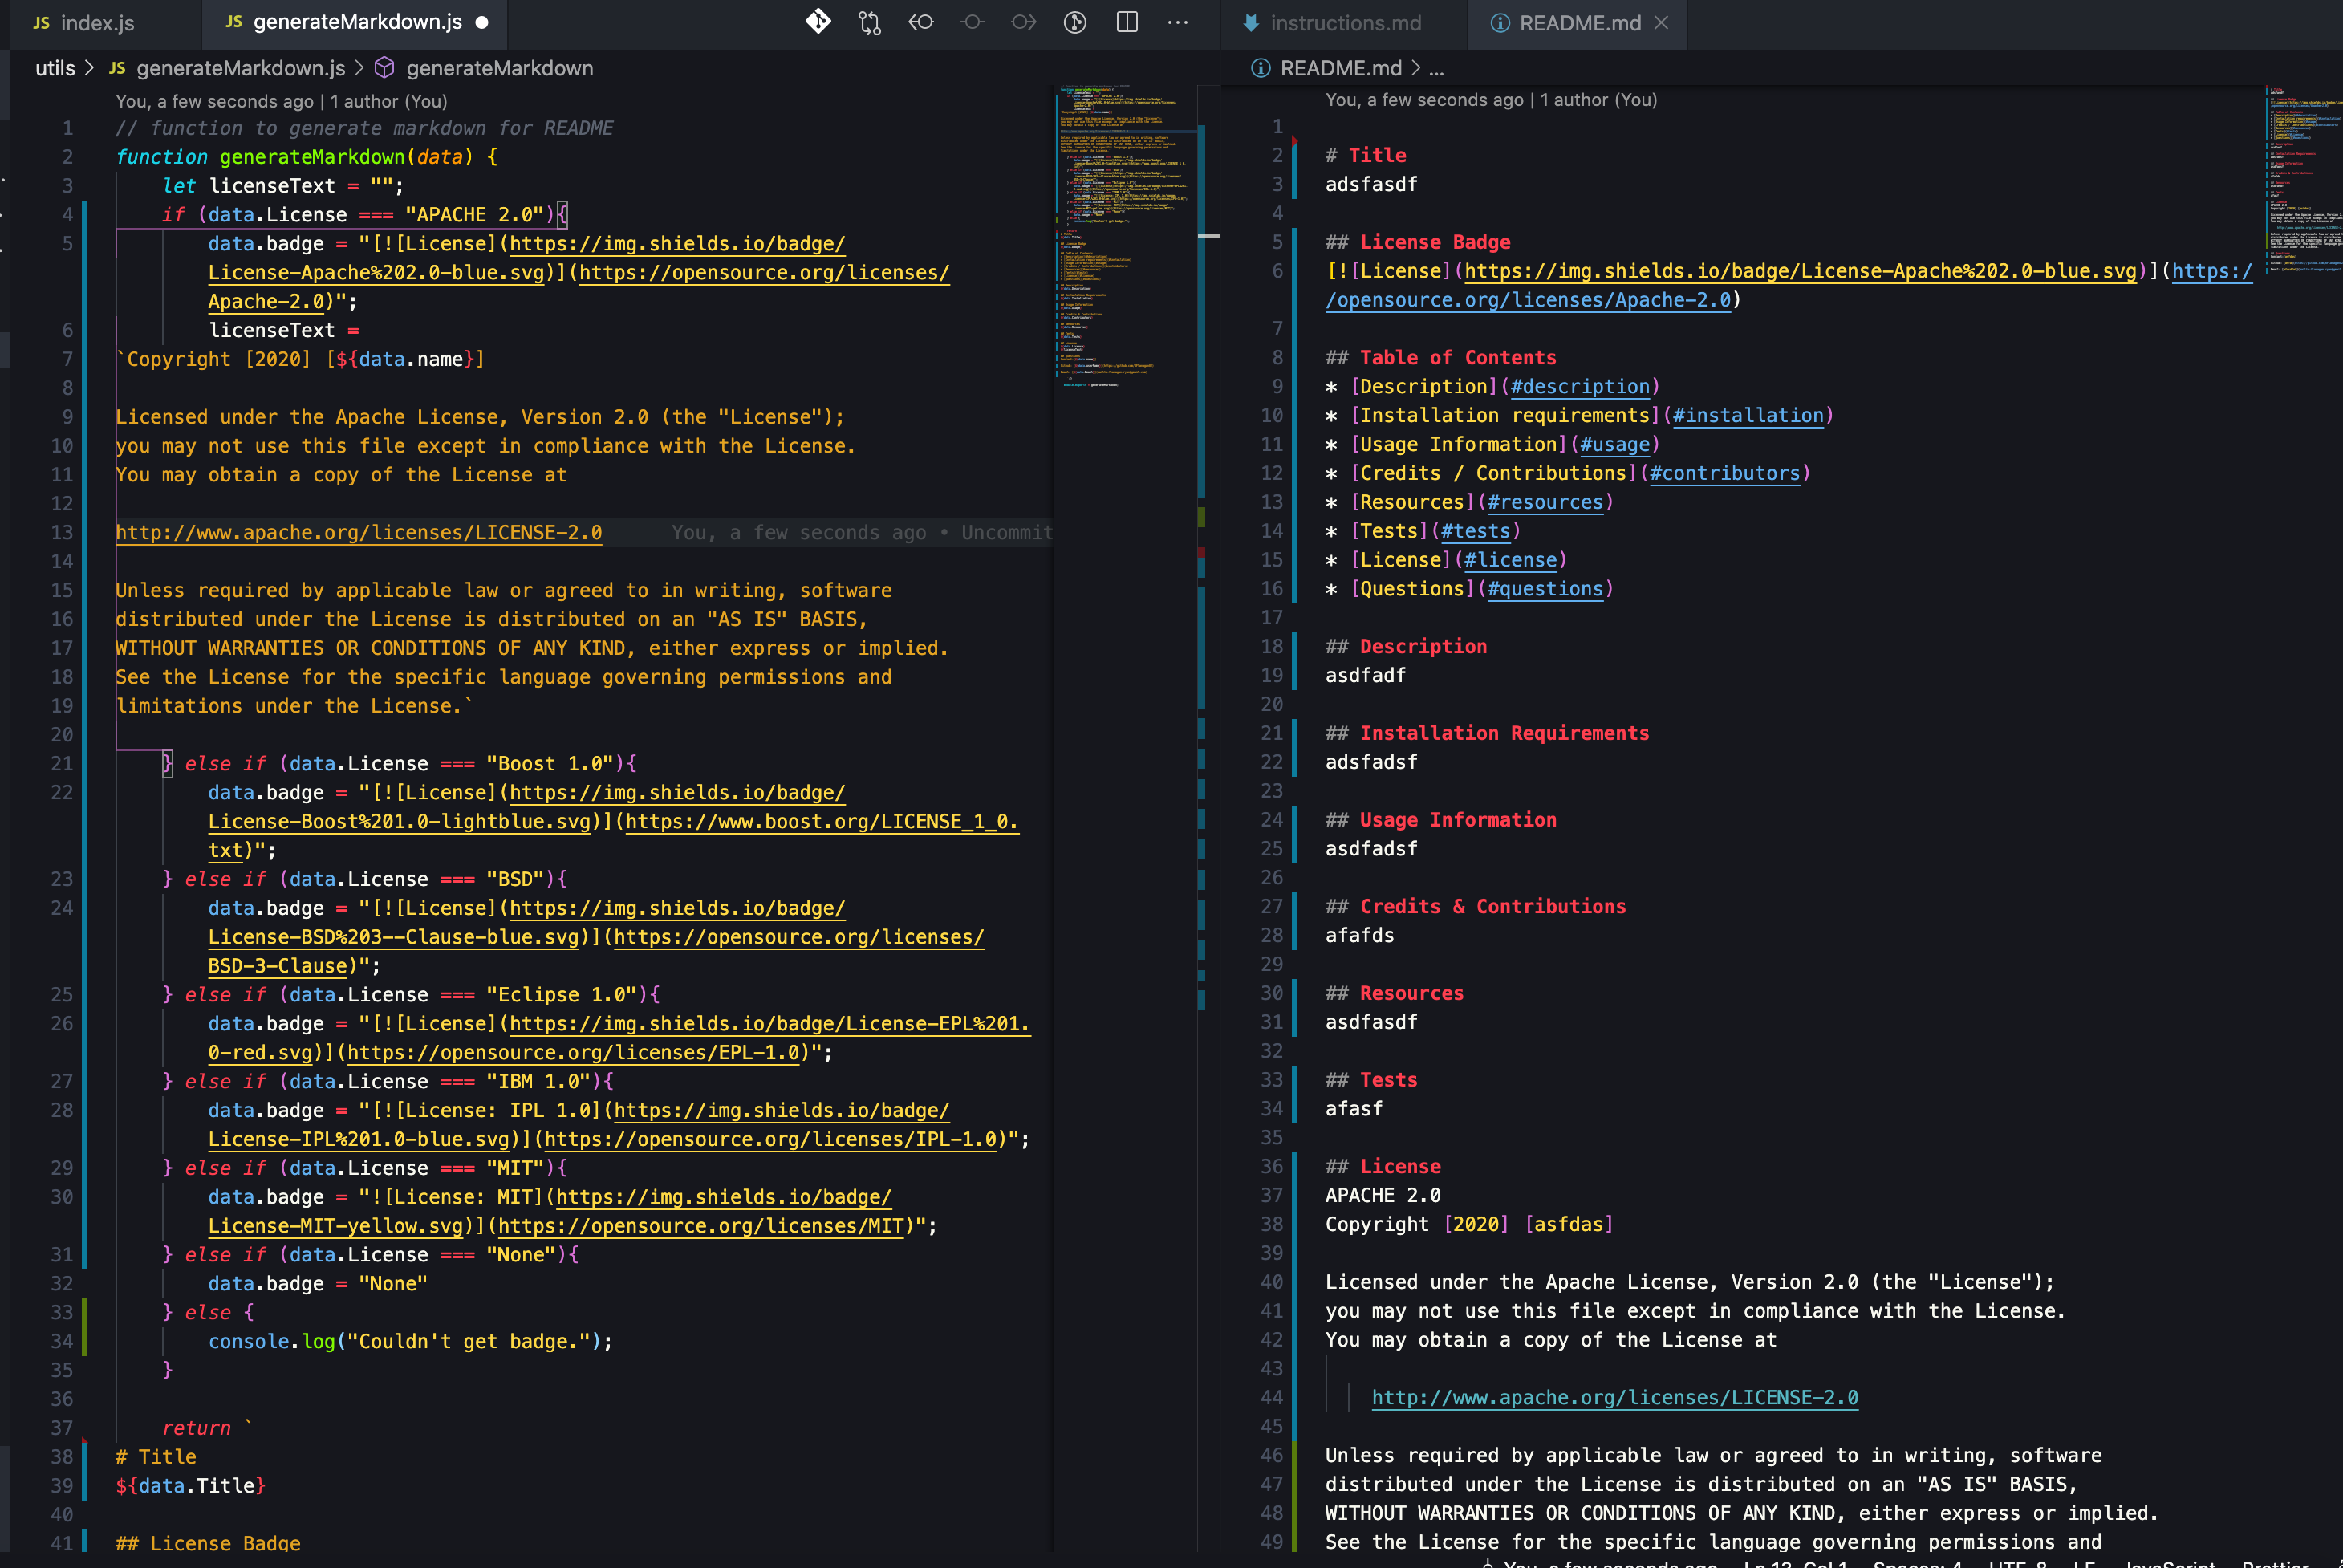 JS index.js
JS generateMarkdown.js
instructions.md
README.md
utils > JS generateMarkdown.js > generateMarkdown
README.md > ...
You, a few seconds ago | 1 author (You)
1 // function to generate markdown for README
2 function generateMarkdown(data) {
3 let licenseText = "";
4 if (data.License === "APACHE 2.0"){
5 data.badge = "[![License](https://img.shields.io/badge/
License-Apache%202.0-blue.svg)](https://opensource.org/licenses/
Apache-2.0)";
6 licenseText =
7 `Copyright [2020] [${data.name}]
8
9 Licensed under the Apache License, Version 2.0 (the "License");
10 you may not use this file except in compliance with the License.
11 You may obtain a copy of the License at
12
13 http://www.apache.org/licenses/LICENSE-2.0 You, a few seconds ago • Uncommit
14
15 Unless required by applicable law or agreed to in writing, software
16 distributed under the License is distributed on an "AS IS" BASIS,
17 WITHOUT WARRANTIES OR CONDITIONS OF ANY KIND, either express or implied.
18 See the License for the specific language governing permissions and
19 limitations under the License.`
20
21 } else if (data.License === "Boost 1.0"){
22 data.badge = "[![License](https://img.shields.io/badge/
License-Boost%201.0-lightblue.svg)](https://www.boost.org/LICENSE_1_0.
txt)";
23 } else if (data.License === "BSD"){
24 data.badge = "[![License](https://img.shields.io/badge/
License-BSD%203--Clause-blue.svg)](https://opensource.org/licenses/
BSD-3-Clause)";
25 } else if (data.License === "Eclipse 1.0"){
26 data.badge = "[![License](https://img.shields.io/badge/License-EPL%201.
0-red.svg)](https://opensource.org/licenses/EPL-1.0)";
27 } else if (data.License === "IBM 1.0"){
28 data.badge = "[![License: IPL 1.0](https://img.shields.io/badge/
License-IPL%201.0-blue.svg)](https://opensource.org/licenses/IPL-1.0)";
29 } else if (data.License === "MIT"){
30 data.badge = "![License: MIT](https://img.shields.io/badge/
License-MIT-yellow.svg)](https://opensource.org/licenses/MIT)";
31 } else if (data.License === "None"){
32 data.badge = "None"
33 } else {
34 console.log("Couldn't get badge.");
35 }
36
37 return `
38 # Title
39 ${data.Title}
40
41 ## License Badge
You, a few seconds ago | 1 author (You)
1
2 # Title
3 adsfasdf
4
5 ## License Badge
6 [![License](https://img.shields.io/badge/License-Apache%202.0-blue.svg)](https:/
/opensource.org/licenses/Apache-2.0)
7
8 ## Table of Contents
9 * [Description](#description)
10 * [Installation requirements](#installation)
11 * [Usage Information](#usage)
12 * [Credits / Contributions](#contributors)
13 * [Resources](#resources)
14 * [Tests](#tests)
15 * [License](#license)
16 * [Questions](#questions)
17
18 ## Description
19 asdfadf
20
21 ## Installation Requirements
22 adsfadsf
23
24 ## Usage Information
25 asdfadsf
26
27 ## Credits & Contributions
28 afafds
29
30 ## Resources
31 asdfasdf
32
33 ## Tests
34 afasf
35
36 ## License
37 APACHE 2.0
38 Copyright [2020] [asfdas]
39
40 Licensed under the Apache License, Version 2.0 (the "License");
41 you may not use this file except in compliance with the License.
42 You may obtain a copy of the License at
43
44 http://www.apache.org/licenses/LICENSE-2.0
45
46 Unless required by applicable law or agreed to in writing, software
47 distributed under the License is distributed on an "AS IS" BASIS,
48 WITHOUT WARRANTIES OR CONDITIONS OF ANY KIND, either express or implied.
49 See the License for the specific language governing permissions and